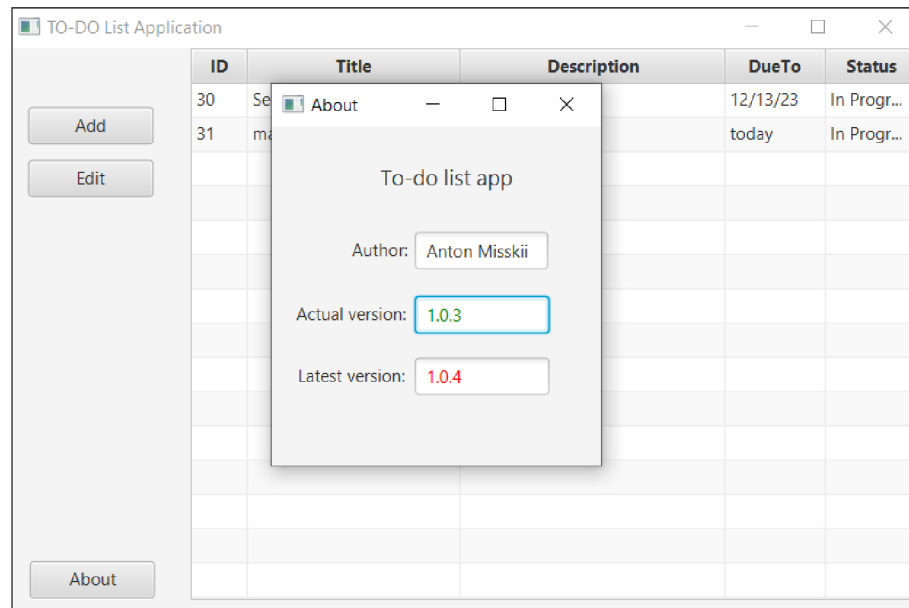 TO-DO List Application
ID Title Description DueTo Status
30 Se 12/13/23 In Progr...
31 ma today In Progr...
Add
Edit
About
About
To-do list app
Author: Anton Misskii
Actual version: 1.0.3
Latest version: 1.0.4